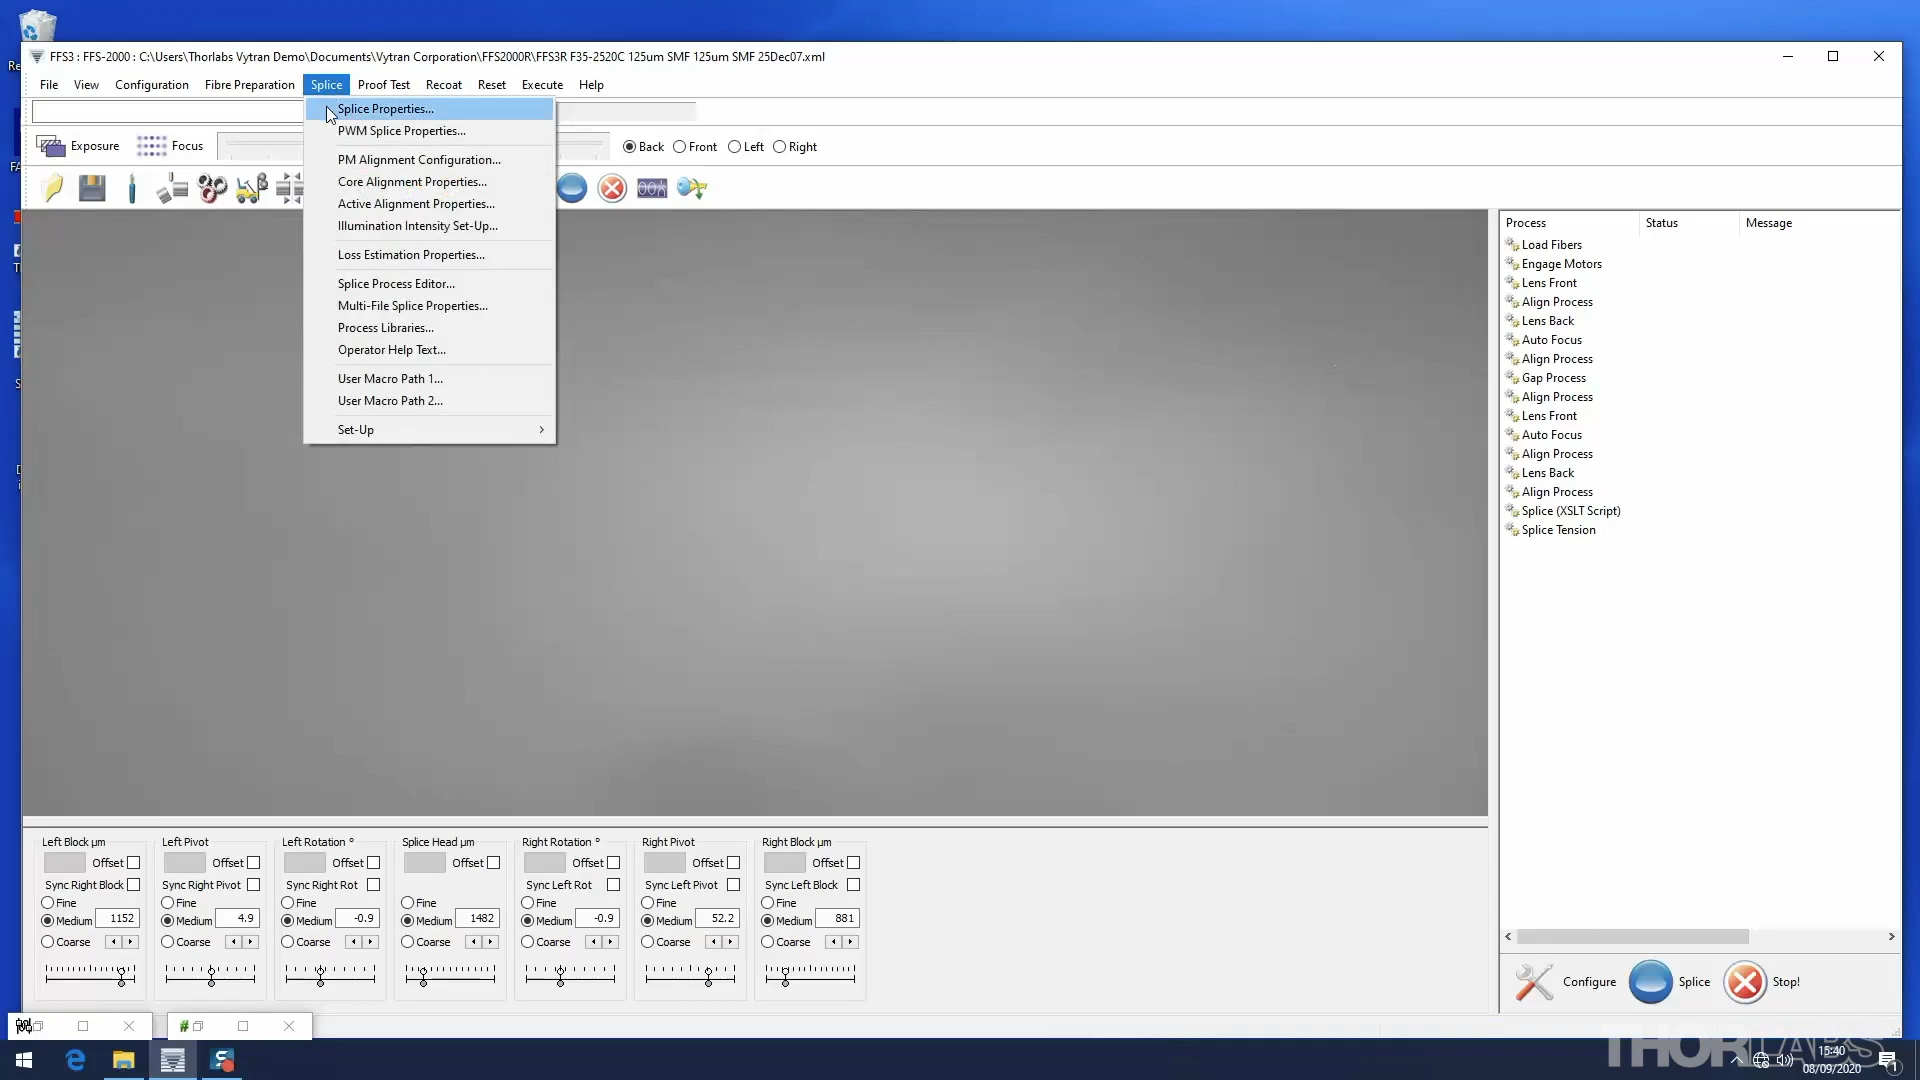 FFS3 : FFS-2000 : C:\Users\Thorlabs Vytran Demo\Documents\Vytran Corporation\FFS2000R\FFS3R F35-2520C 125um SMF 125um SMF 25Dec07.xml
File View Configuration Fibre Preparation Splice Proof Test Recoat Reset Execute Help
Splice Properties...
PWM Splice Properties...
Exposure Focus Back Front Left Right
PM Alignment Configuration...
Core Alignment Properties...
Active Alignment Properties...
Illumination Intensity Set-Up...
Loss Estimation Properties...
Splice Process Editor...
Multi-File Splice Properties...
Process Libraries...
Operator Help Text...
User Macro Path 1...
User Macro Path 2...
Set-Up
Process Status Message
Load Fibers
Engage Motors
Lens Front
Align Process
Lens Back
Auto Focus
Align Process
Gap Process
Align Process
Lens Front
Auto Focus
Align Process
Lens Back
Align Process
Splice (XSLT Script)
Splice Tension
Left Block µm Left Pivot Left Rotation ° Splice Head µm Right Rotation ° Right Pivot Right Block µm
Offset Offset Offset Offset Offset Offset Offset
Sync Right Block Sync Right Pivot Sync Right Rot Sync Left Rot Sync Left Pivot Sync Left Block
Fine Fine Fine Fine Fine Fine Fine
Medium 1152 Medium 4.9 Medium -0.9 Medium 1482 Medium -0.9 Medium 52.2 Medium 881
Coarse Coarse Coarse Coarse Coarse Coarse Coarse
Configure Splice Stop!
THORLABS
15:40
08/09/2020